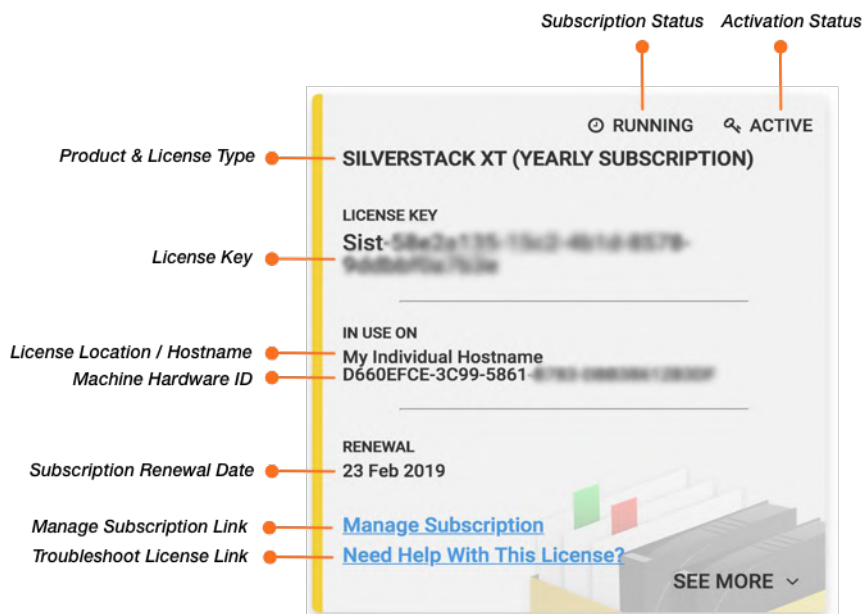 Subscription Status Activation Status
RUNNING ACTIVE
Product & License Type SILVERSTACK XT (YEARLY SUBSCRIPTION)
LICENSE KEY
Sist-
License Key
IN USE ON
License Location / Hostname My Individual Hostname
Machine Hardware ID D660EFCE-3C99-5861-
RENEWAL
Subscription Renewal Date 23 Feb 2019
Manage Subscription Link Manage Subscription
Troubleshoot License Link Need Help With This License?
SEE MORE